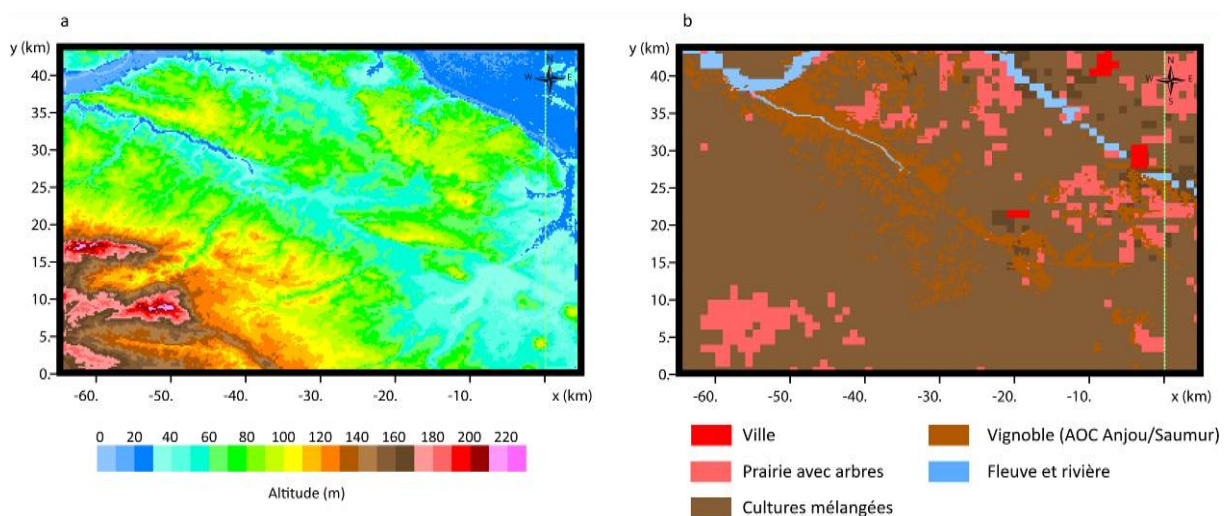 a
y (km)
40.
35.
30.
25.
20.
15.
10.
5.
0.
-60.
-50.
-40.
-30.
-20.
-10.
x (km)
N
W
E
S
0 20 40 60 80 100 120 140 160 180 200 220
Altitude (m)
b
y (km)
40.
35.
30.
25.
20.
15.
10.
5.
0.
-60.
-50.
-40.
-30.
-20.
-10.
x (km)
N
W
E
S
Ville
Vignoble (AOC Anjou/Saumur)
Prairie avec arbres
Fleuve et rivière
Cultures mélangées